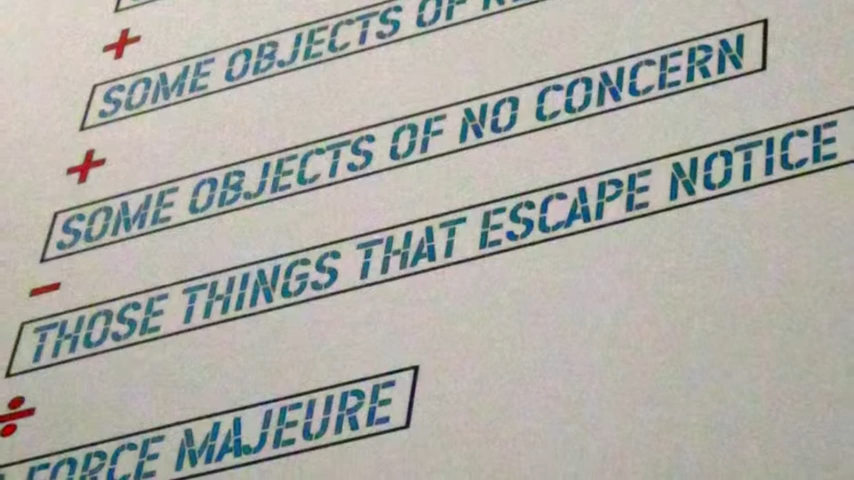 +
SOME OBJECTS OF
+
SOME OBJECTS OF NO CONCERN
−
THOSE THINGS THAT ESCAPE NOTICE
÷
FORCE MAJEURE